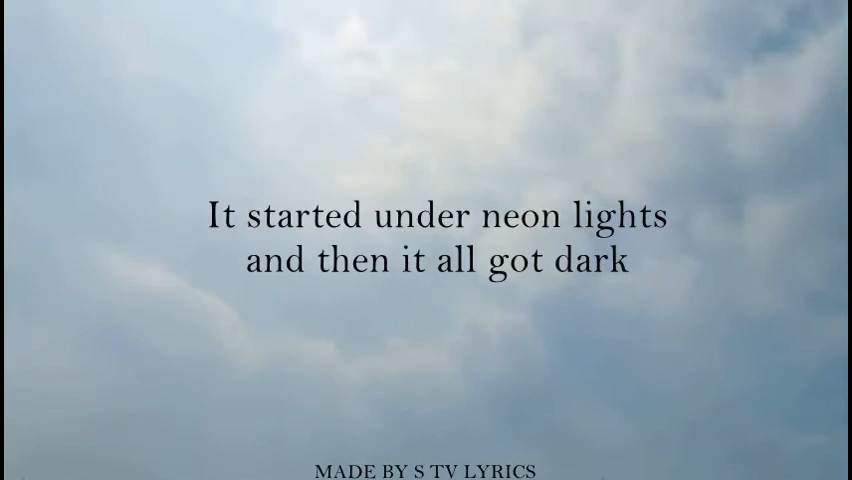 It started under neon lights
and then it all got dark
MADE BY S TV LYRICS